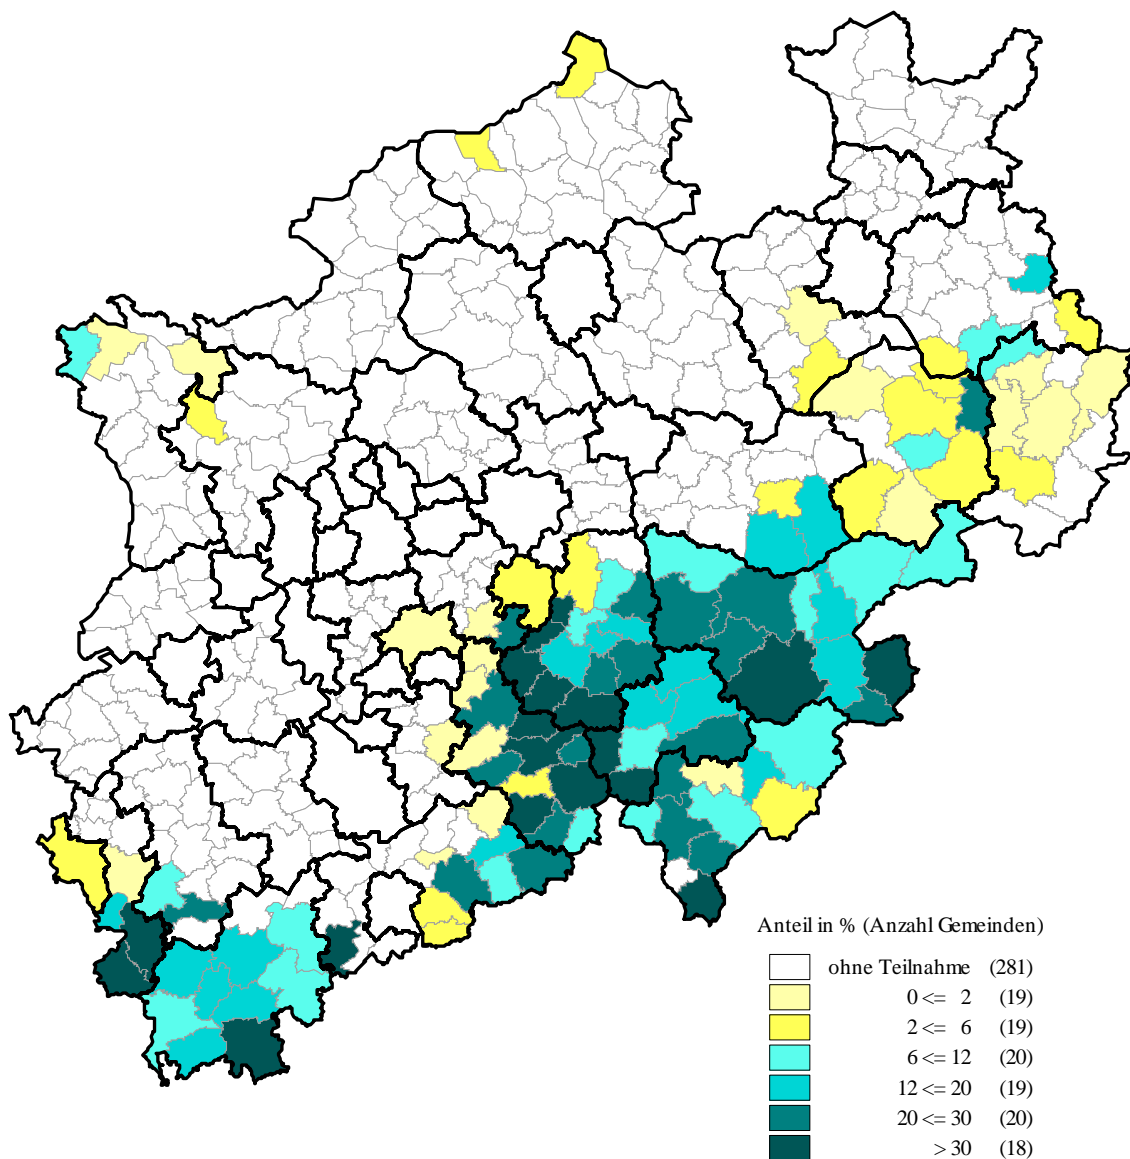 Anteil in % (Anzahl Gemeinden)
ohne Teilnahme (281)
0 <= 2 (19)
2 <= 6 (19)
6 <= 12 (20)
12 <= 20 (19)
20 <= 30 (20)
> 30 (18)